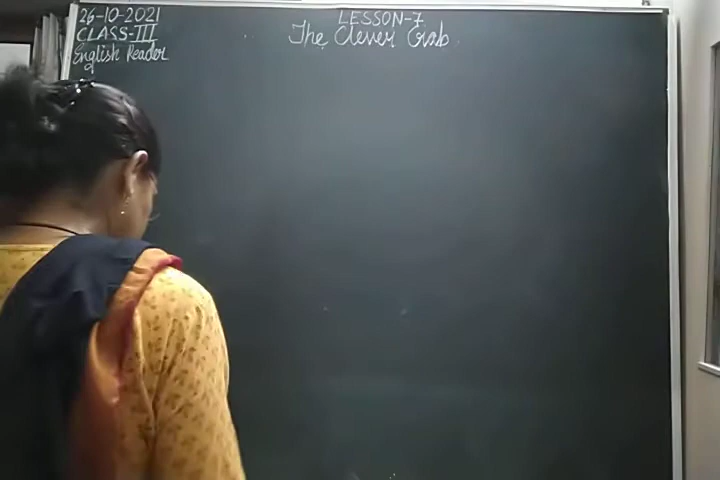 26-10-2021
CLASS-III
English Reader
LESSON-7
The Clever Crab.